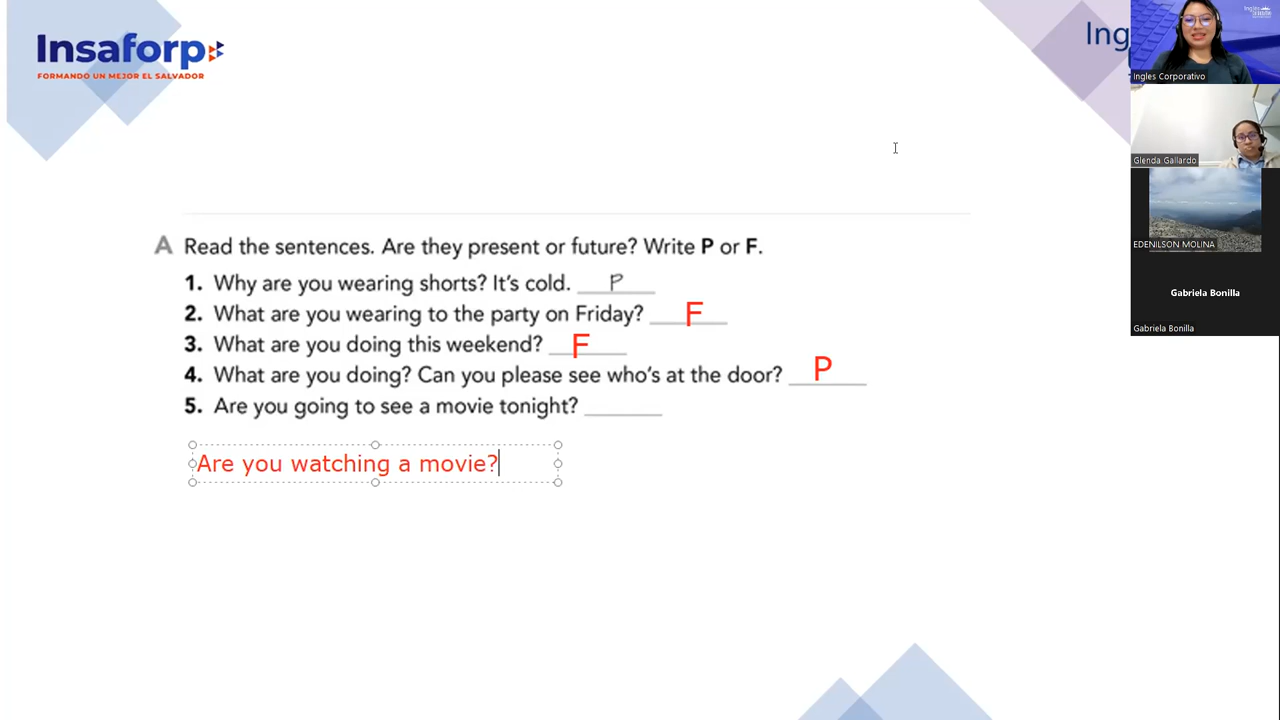 Insaforp
FORMANDO UN MEJOR EL SALVADOR
Ing
Ingles Corporativo
Glenda Gallardo
EDENILSON MOLINA
Gabriela Bonilla
Gabriela Bonilla
A Read the sentences. Are they present or future? Write P or F.
1. Why are you wearing shorts? It's cold. P
2. What are you wearing to the party on Friday? F
3. What are you doing this weekend? F
4. What are you doing? Can you please see who's at the door? P
5. Are you going to see a movie tonight?
Are you watching a movie?